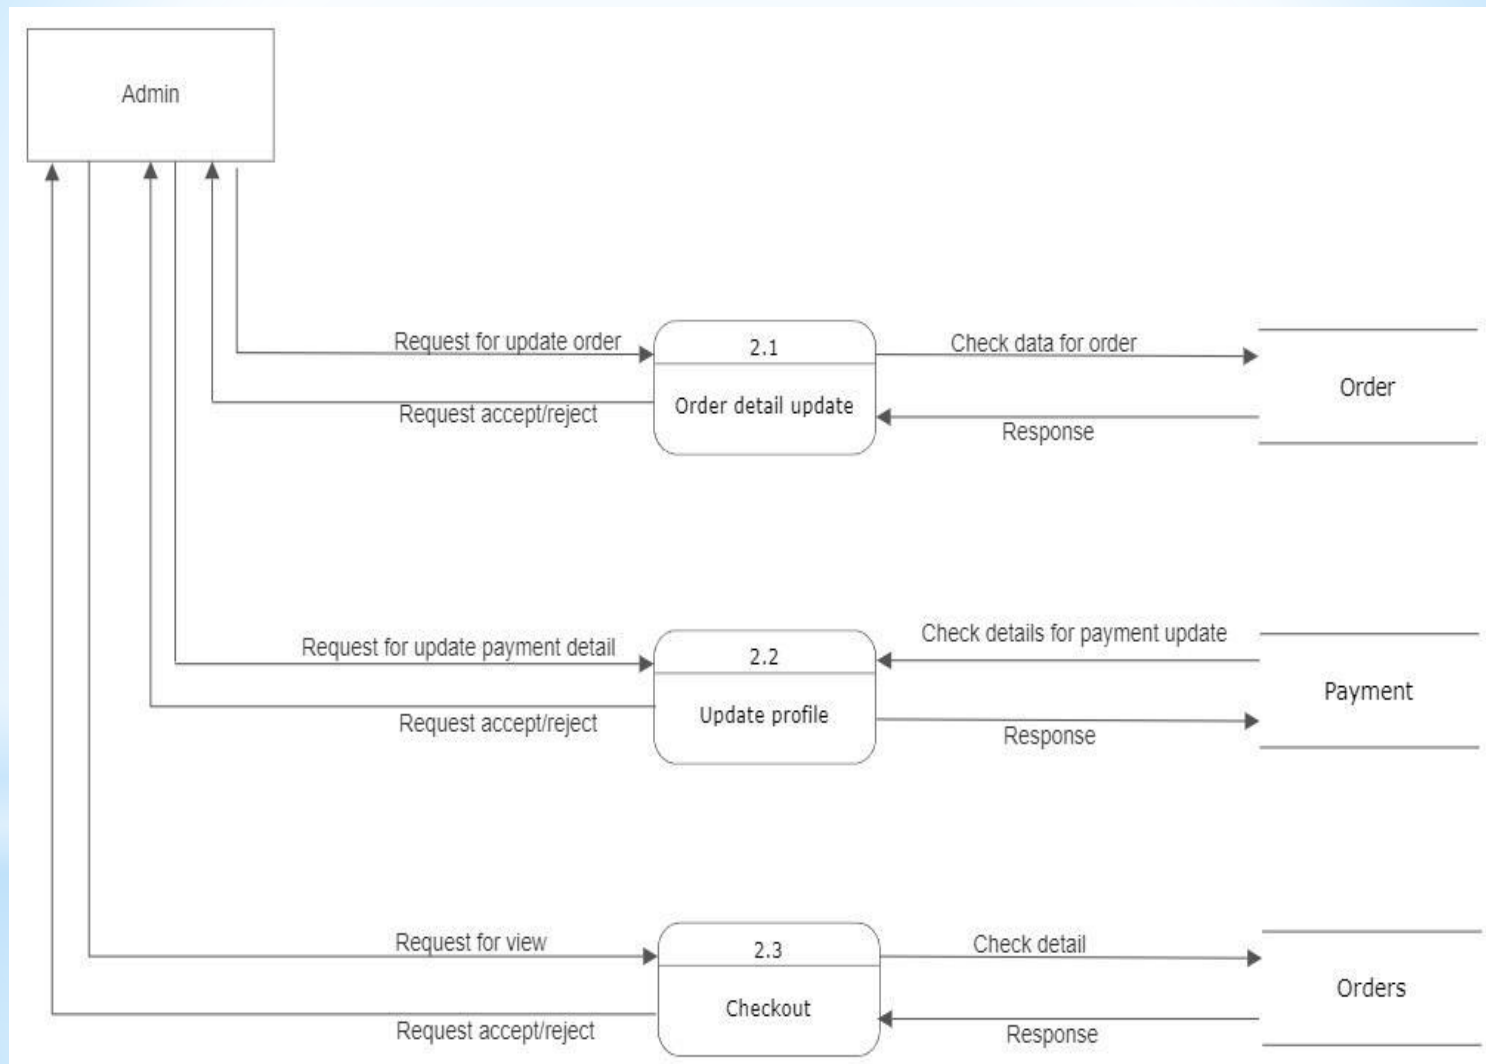 Admin
Request for update order
2.1
Check data for order
Order detail update
Order
Request accept/reject
Response
Request for update payment detail
2.2
Check details for payment update
Update profile
Payment
Request accept/reject
Response
Request for view
2.3
Check detail
Checkout
Orders
Request accept/reject
Response